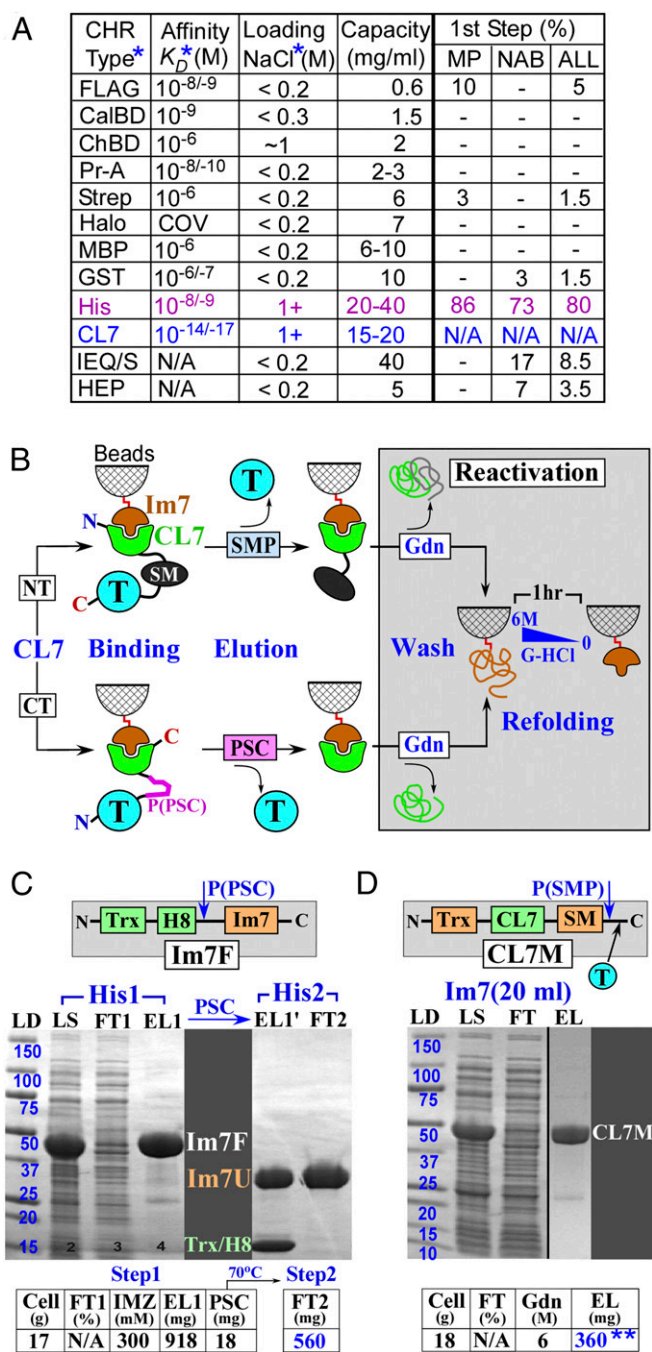 A
CHR Type* Affinity K_D*(M) Loading NaCl*(M) Capacity (mg/ml) 1st Step (%)
MP NAB ALL
FLAG 10^-8/-9 < 0.2 0.6 10 - 5
CalBD 10^-9 < 0.3 1.5 - - -
ChBD 10^-6 ~1 2 - - -
Pr-A 10^-8/-10 < 0.2 2-3 - - -
Strep 10^-6 < 0.2 6 3 - 1.5
Halo COV < 0.2 7 - - -
MBP 10^-6 < 0.2 6-10 - - -
GST 10^-6/-7 < 0.2 10 - 3 1.5
His 10^-8/-9 1+ 20-40 86 73 80
CL7 10^-14/-17 1+ 15-20 N/A N/A N/A
IEQ/S N/A < 0.2 40 - 17 8.5
HEP N/A < 0.2 5 - 7 3.5
B
Beads
Im7
N
CL7
SM
T
C
NT
T
SMP
Reactivation
Gdn
1hr
6M
0
G-HCl
CL7 Binding Elution Wash
Refolding
CT
C
P(PSC)
N
T
PSC
T
Gdn
C
P(PSC)
N Trx H8 Im7 C
Im7F
His1 PSC His2
LD LS FT1 EL1 EL1' FT2
150
100
75
50
37
25
20
15
Im7F
Im7U
Trx/H8
2 3 4
Step1 70°C Step2
Cell (g) FT1 (%) IMZ (mM) EL1 (mg) PSC (mg) FT2 (mg)
17 N/A 300 918 18 560
D
P(SMP)
N Trx CL7 SM C
CL7M
T
Im7(20 ml)
LD LS FT EL
150
100
75
50
37
25
20
15
10
CL7M
Cell (g) FT (%) Gdn (M) EL (mg)
18 N/A 6 360**